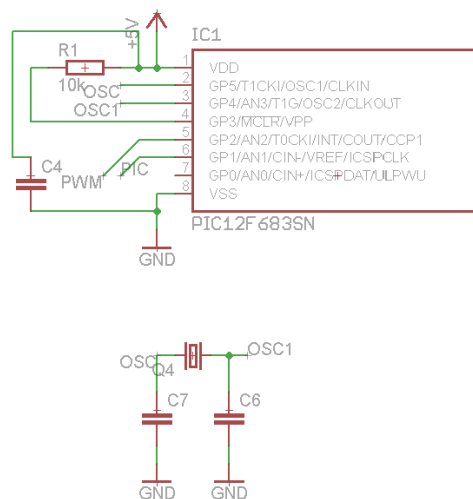 +5V
IC1
R1
10k
1
VDD
OSC
2
GP5/T1CKI/OSC1/CLKIN
OSC1
3
GP4/AN3/T1G/OSC2/CLKOUT
4
GP3/MCLR/VPP
5
GP2/AN2/T0CKI/INT/COUT/CCP1
6
GP1/AN1/CIN-/VREF/ICSPCLK
C4
PWM
PIC
7
GP0/AN0/CIN+/ICSPDAT/ULPWU
8
VSS
PIC12F683SN
GND
OSC
Q4
OSC1
C7
C6
GND
GND